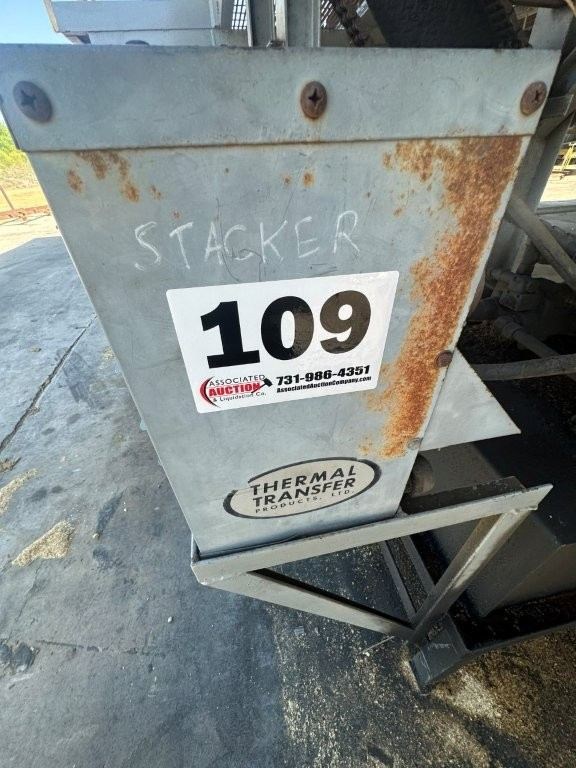 STACKER
109
ASSOCIATED
AUCTION
& Liquidation Co.
731-986-4351
AssociatedAuctionCompany.com
THERMAL
TRANSFER
PRODUCTS, LTD.